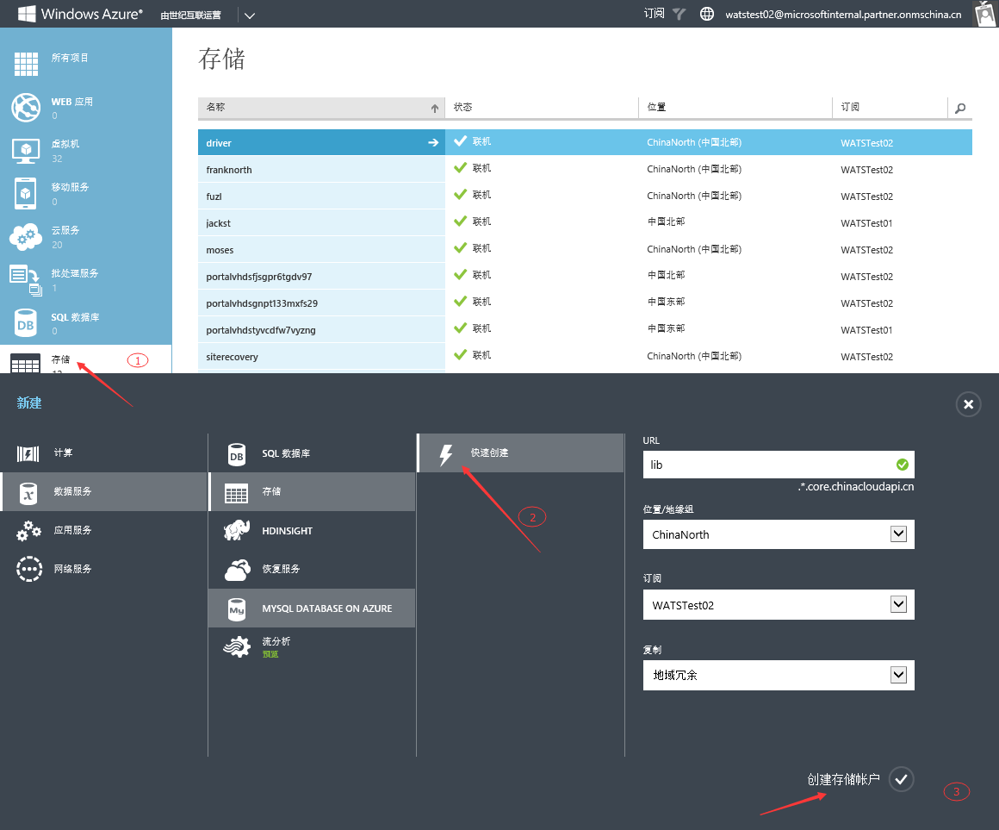 Windows Azure® 由世纪互联运营 订阅 watstest02@microsoftinternal.partner.onmschina.cn
所有项目
WEB 应用
0
虚拟机
32
移动服务
0
云服务
20
批处理服务
1
SQL 数据库
0
DB
存储
1
存储
名称 状态 位置 订阅
driver 联机 ChinaNorth (中国北部) WATSTest02
franknorth 联机 ChinaNorth (中国北部) WATSTest02
fuzl 联机 ChinaNorth (中国北部) WATSTest02
jackst 联机 中国北部 WATSTest01
moses 联机 ChinaNorth (中国北部) WATSTest02
portalvhdsfjsgpr6tgdv97 联机 中国北部 WATSTest02
portalvhdsgnpt133mxfs29 联机 中国东部 WATSTest02
portalvhdstyvcdfw7vyzng 联机 中国东部 WATSTest01
siterecovery 联机 ChinaNorth (中国北部) WATSTest02
新建
计算
数据服务
应用服务
网络服务
DB SQL 数据库
存储
HDINSIGHT
恢复服务
My MYSQL DATABASE ON AZURE
流分析
预览
快速创建
2
URL
lib
.*.core.chinacloudapi.cn
位置/地缘组
ChinaNorth
订阅
WATSTest02
复制
地域冗余
创建存储帐户
3